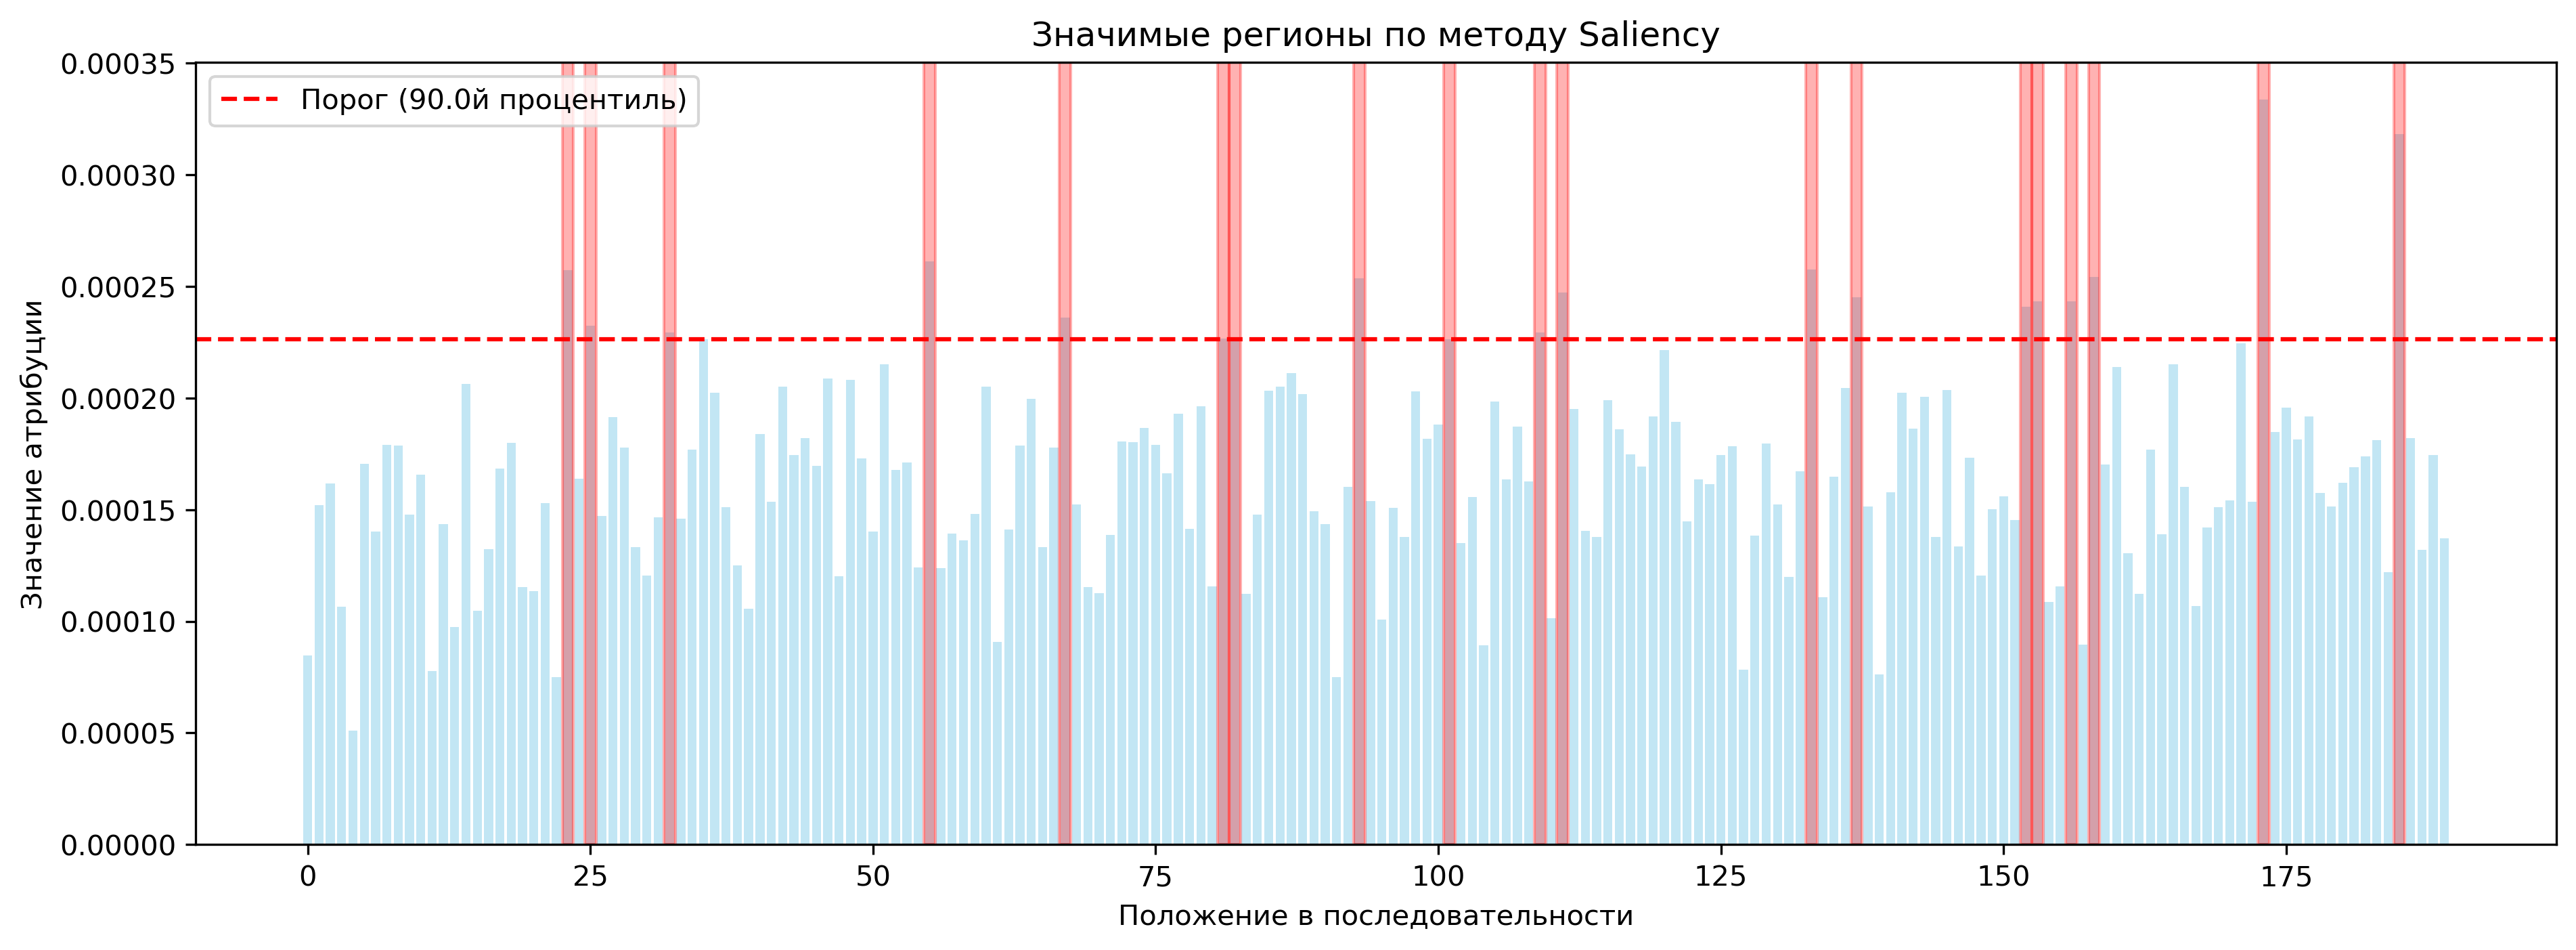 Значимые регионы по методу Saliency
Порог (90.0й процентиль)
Значение атрибуции
0.00035
0.00030
0.00025
0.00020
0.00015
0.00010
0.00005
0.00000
0 25 50 75 100 125 150 175
Положение в последовательности